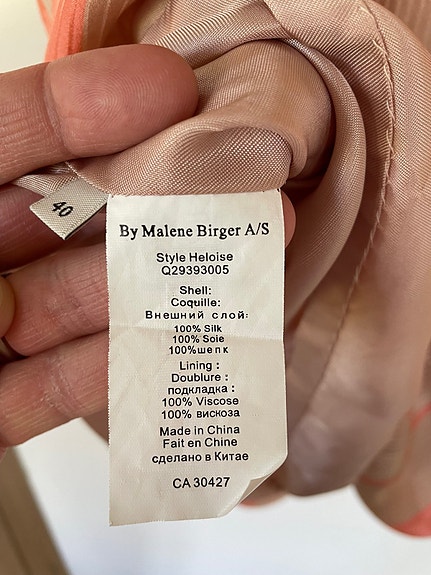 40
By Malene Birger A/S
Style Heloise
Q29393005
Shell:
Coquille:
Внешний слой:
100% Silk
100% Soie
100%шепк
Lining :
Doublure :
подкладка :
100% Viscose
100% вискоза
Made in China
Fait en Chine
сделано в Китае
CA 30427